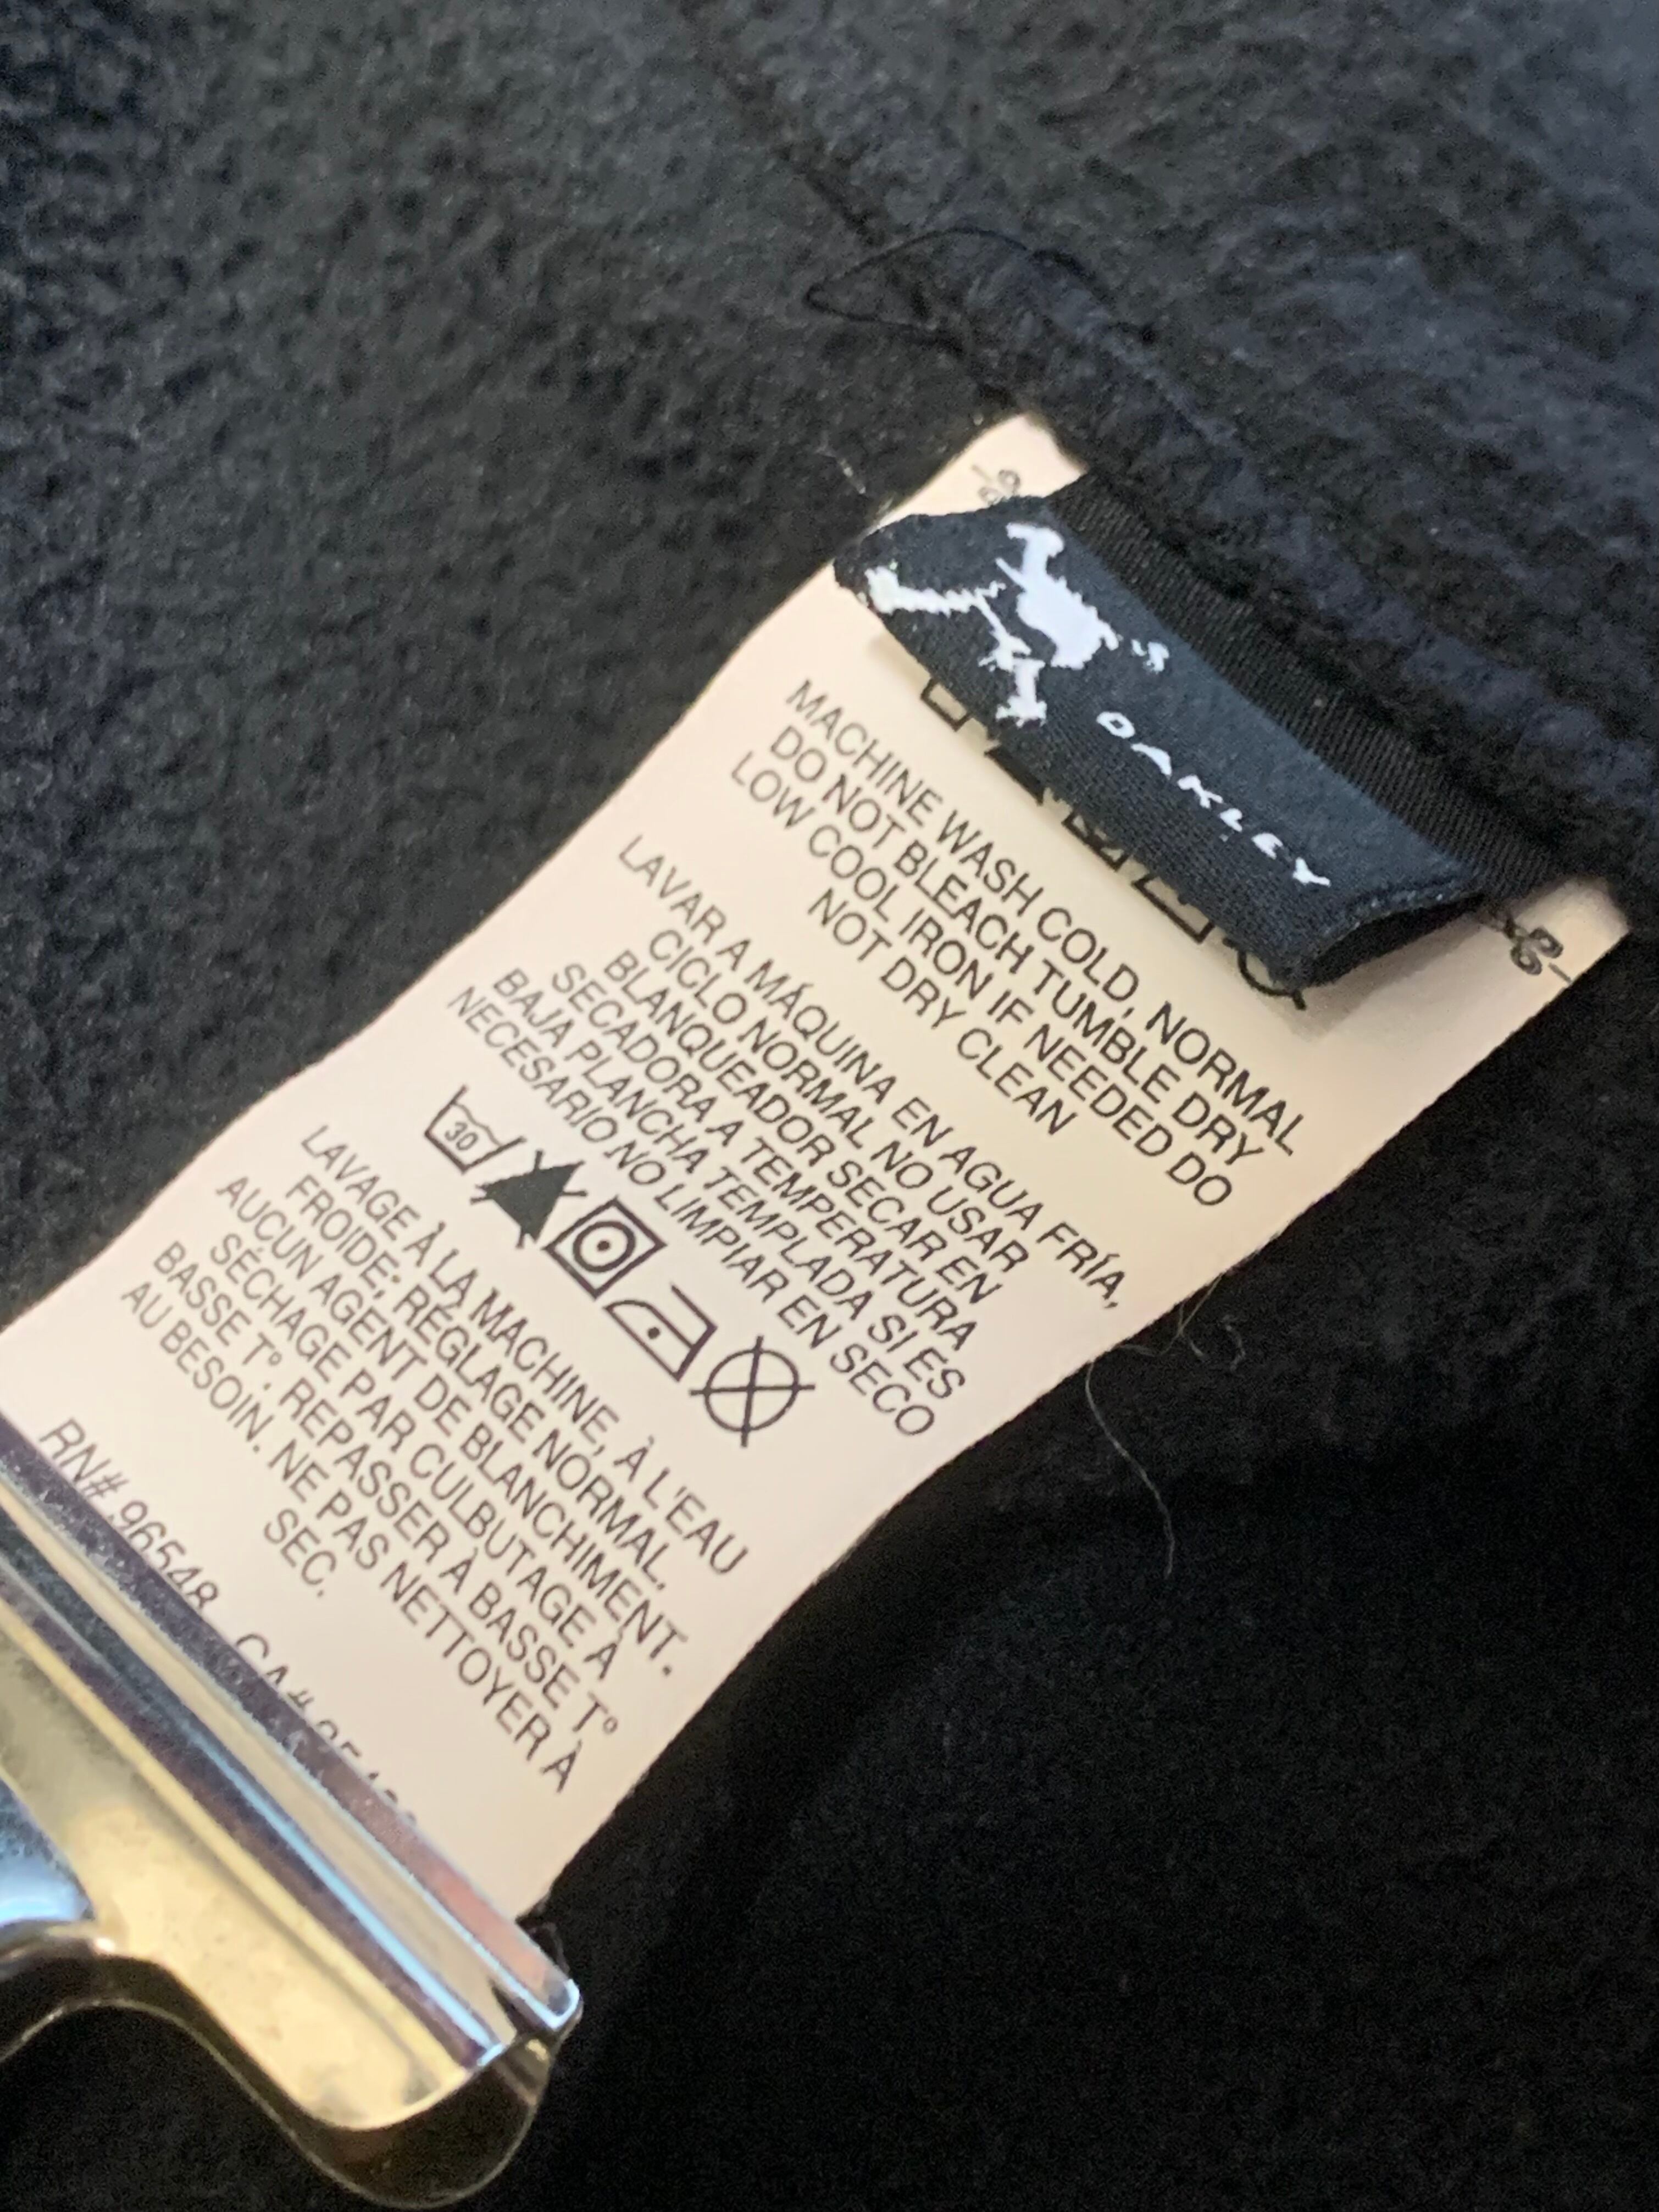 OAKLEY
MACHINE WASH COLD, NORMAL
DO NOT BLEACH TUMBLE DRY
LOW COOL IRON IF NEEDED DO
NOT DRY CLEAN
LAVAR A MÁQUINA EN AGUA FRÍA,
CICLO NORMAL NO USAR
BLANQUEADOR SECAR EN
SECADORA A TEMPERATURA
BAJA PLANCHA TEMPLADA SI ES
NECESARIO NO LIMPIAR EN SECO
30
LAVAGE À LA MACHINE, À L'EAU
FROIDE; RÉGLAGE NORMAL.
AUCUN AGENT DE BLANCHIMENT.
SÉCHAGE PAR CULBUTAGE À
BASSE T°. REPASSER À BASSE T°
AU BESOIN. NE PAS NETTOYER À
SEC.
RN# 96548 CA#